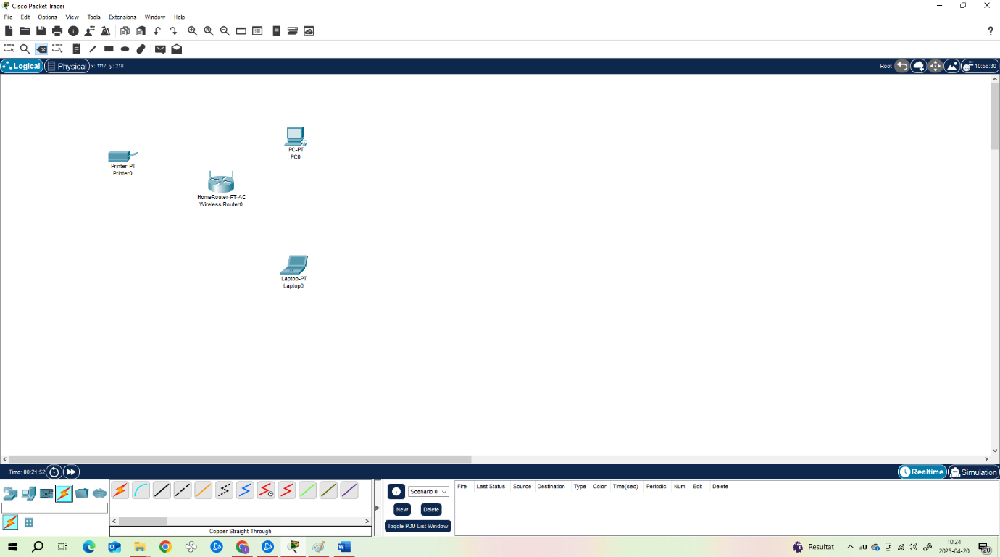 Cisco Packet Tracer
File Edit Options View Tools Extensions Window Help
?
Logical Physical x: 1117, y: 218 Root 10:56:30
PC-PT
PC0
Printer-PT
Printer0
HomeRouter-PT-AC
Wireless Router0
Laptop-PT
Laptop0
Time: 00:21:52 Realtime Simulation
Scenario 0
Fire Last Status Source Destination Type Color Time(sec) Periodic Num Edit Delete
New Delete
Toggle PDU List Window
Copper Straight-Through
Resultat 30 10:24
2025-04-20 20